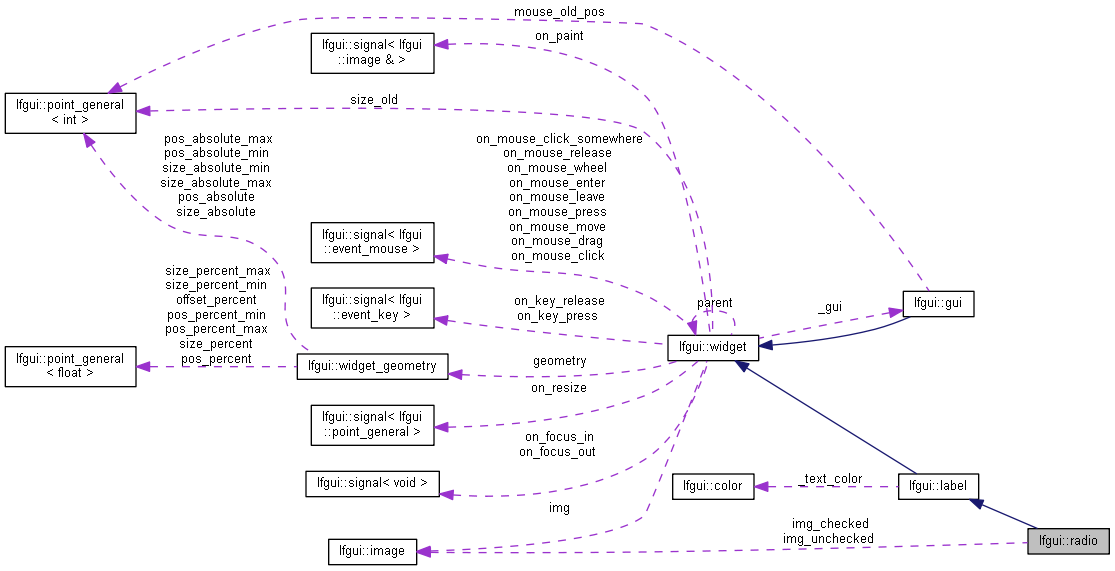 mouse_old_pos
lfgui::signal< lfgui
::image & >
on_paint
lfgui::point_general
< int >
size_old
pos_absolute_max
pos_absolute_min
size_absolute_min
size_absolute_max
pos_absolute
size_absolute
on_mouse_click_somewhere
on_mouse_release
on_mouse_wheel
on_mouse_enter
on_mouse_leave
on_mouse_press
on_mouse_move
on_mouse_drag
on_mouse_click
lfgui::signal< lfgui
::event_mouse >
size_percent_max
size_percent_min
offset_percent
pos_percent_min
pos_percent_max
size_percent
pos_percent
lfgui::signal< lfgui
::event_key >
on_key_release
on_key_press
parent
_gui
lfgui::gui
lfgui::widget
lfgui::point_general
< float >
lfgui::widget_geometry
geometry
on_resize
lfgui::signal< lfgui
::point_general >
on_focus_in
on_focus_out
lfgui::signal< void >
lfgui::color
_text_color
lfgui::label
img
lfgui::image
img_checked
img_unchecked
lfgui::radio